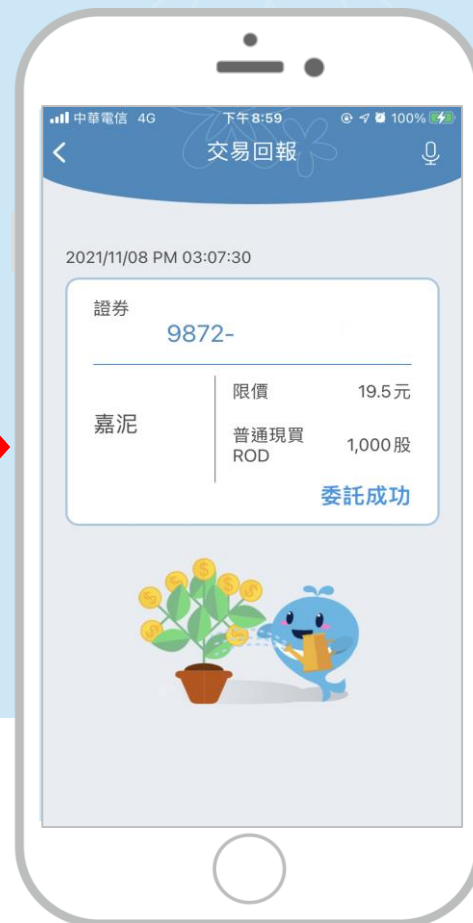 中華電信 4G 下午8:59 100%
交易回報
2021/11/08 PM 03:07:30
證券
9872-
嘉泥
限價 19.5元
普通現買 1,000股
ROD
委託成功